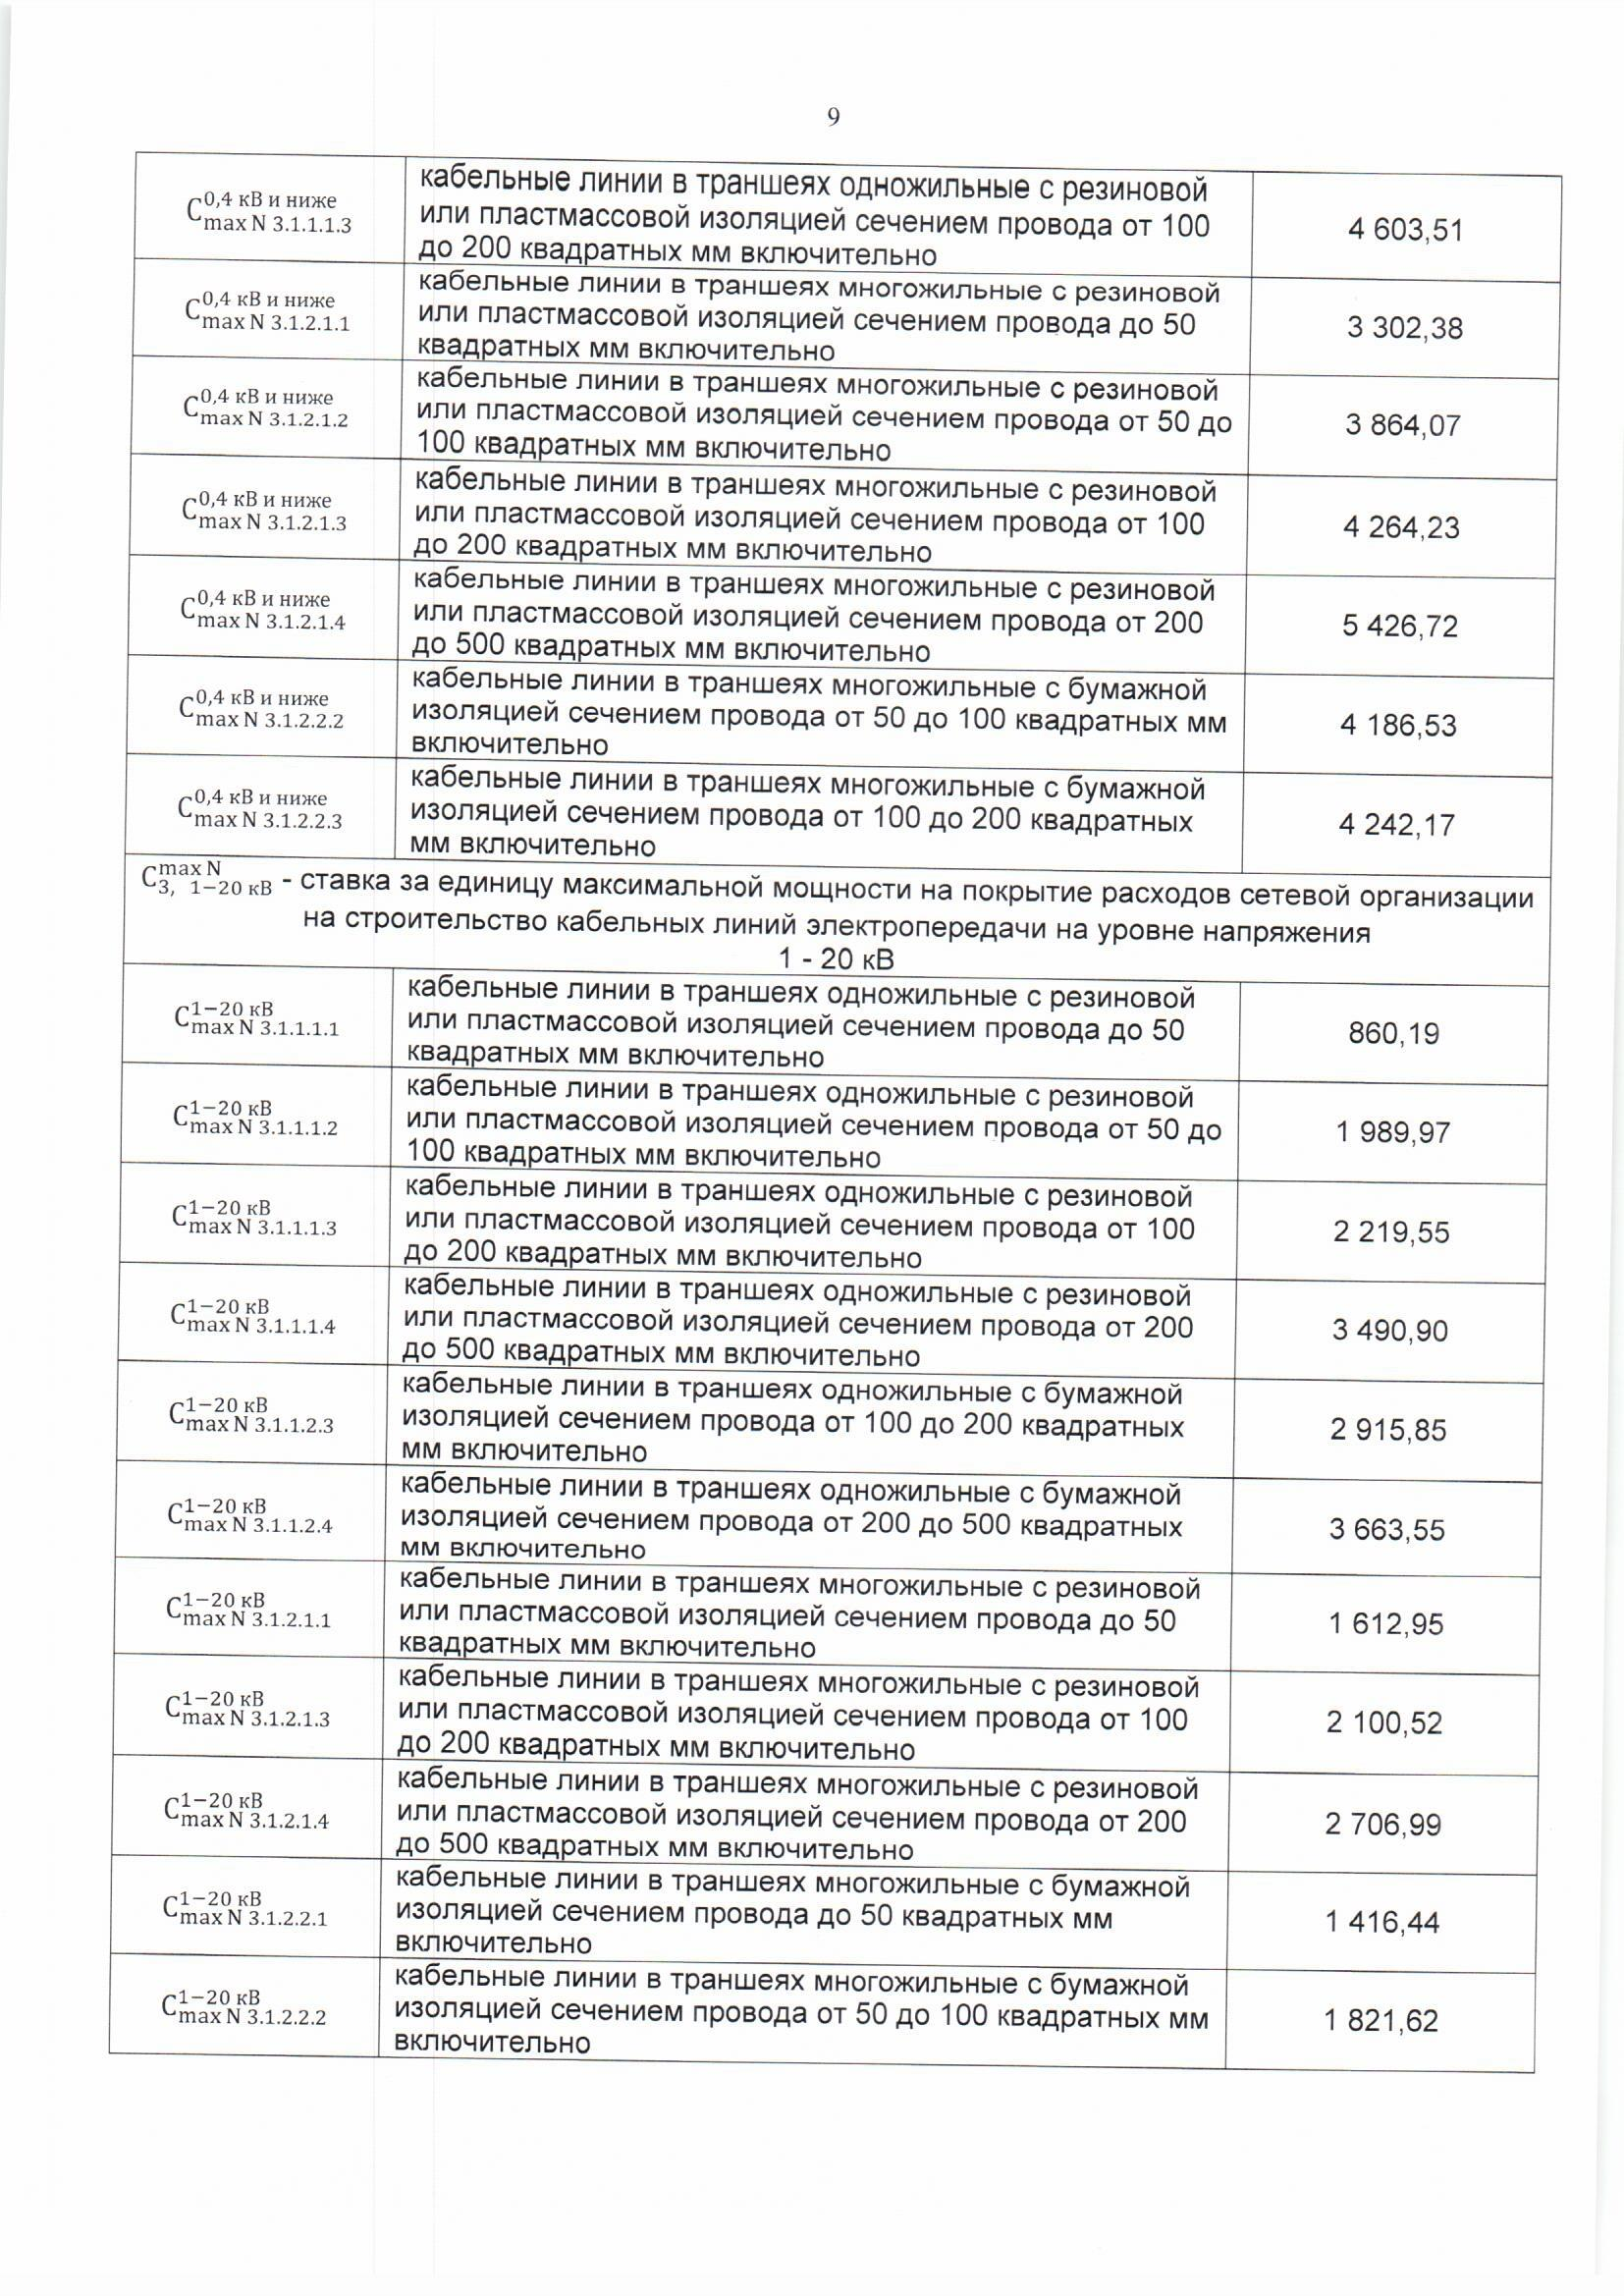 9
C 0,4 кВ и ниже
max N 3.1.1.1.3
кабельные линии в траншеях одножильные с резиновой
или пластмассовой изоляцией сечением провода от 100
до 200 квадратных мм включительно
4 603,51
C 0,4 кВ и ниже
max N 3.1.2.1.1
кабельные линии в траншеях многожильные с резиновой
или пластмассовой изоляцией сечением провода до 50
квадратных мм включительно
3 302,38
C 0,4 кВ и ниже
max N 3.1.2.1.2
кабельные линии в траншеях многожильные с резиновой
или пластмассовой изоляцией сечением провода от 50 до
100 квадратных мм включительно
3 864,07
C 0,4 кВ и ниже
max N 3.1.2.1.3
кабельные линии в траншеях многожильные с резиновой
или пластмассовой изоляцией сечением провода от 100
до 200 квадратных мм включительно
4 264,23
C 0,4 кВ и ниже
max N 3.1.2.1.4
кабельные линии в траншеях многожильные с резиновой
или пластмассовой изоляцией сечением провода от 200
до 500 квадратных мм включительно
5 426,72
C 0,4 кВ и ниже
max N 3.1.2.2.2
кабельные линии в траншеях многожильные с бумажной
изоляцией сечением провода от 50 до 100 квадратных мм
включительно
4 186,53
C 0,4 кВ и ниже
max N 3.1.2.2.3
кабельные линии в траншеях многожильные с бумажной
изоляцией сечением провода от 100 до 200 квадратных
мм включительно
4 242,17
C max N 3, 1−20 кВ - ставка за единицу максимальной мощности на покрытие расходов сетевой организации
на строительство кабельных линий электропередачи на уровне напряжения
1 - 20 кВ
C 1−20 кВ
max N 3.1.1.1.1
кабельные линии в траншеях одножильные с резиновой
или пластмассовой изоляцией сечением провода до 50
квадратных мм включительно
860,19
C 1−20 кВ
max N 3.1.1.1.2
кабельные линии в траншеях одножильные с резиновой
или пластмассовой изоляцией сечением провода от 50 до
100 квадратных мм включительно
1 989,97
C 1−20 кВ
max N 3.1.1.1.3
кабельные линии в траншеях одножильные с резиновой
или пластмассовой изоляцией сечением провода от 100
до 200 квадратных мм включительно
2 219,55
C 1−20 кВ
max N 3.1.1.1.4
кабельные линии в траншеях одножильные с резиновой
или пластмассовой изоляцией сечением провода от 200
до 500 квадратных мм включительно
3 490,90
C 1−20 кВ
max N 3.1.1.2.3
кабельные линии в траншеях одножильные с бумажной
изоляцией сечением провода от 100 до 200 квадратных
мм включительно
2 915,85
C 1−20 кВ
max N 3.1.1.2.4
кабельные линии в траншеях одножильные с бумажной
изоляцией сечением провода от 200 до 500 квадратных
мм включительно
3 663,55
C 1−20 кВ
max N 3.1.2.1.1
кабельные линии в траншеях многожильные с резиновой
или пластмассовой изоляцией сечением провода до 50
квадратных мм включительно
1 612,95
C 1−20 кВ
max N 3.1.2.1.3
кабельные линии в траншеях многожильные с резиновой
или пластмассовой изоляцией сечением провода от 100
до 200 квадратных мм включительно
2 100,52
C 1−20 кВ
max N 3.1.2.1.4
кабельные линии в траншеях многожильные с резиновой
или пластмассовой изоляцией сечением провода от 200
до 500 квадратных мм включительно
2 706,99
C 1−20 кВ
max N 3.1.2.2.1
кабельные линии в траншеях многожильные с бумажной
изоляцией сечением провода до 50 квадратных мм
включительно
1 416,44
C 1−20 кВ
max N 3.1.2.2.2
кабельные линии в траншеях многожильные с бумажной
изоляцией сечением провода от 50 до 100 квадратных мм
включительно
1 821,62